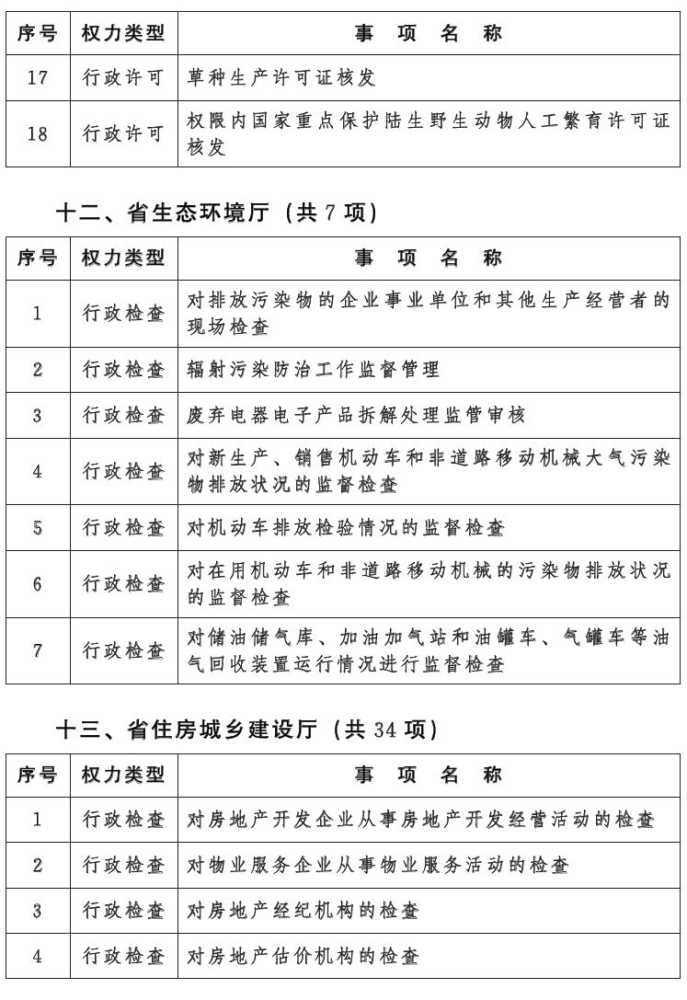 序号 权力类型 事 项 名 称
17 行政许可 草种生产许可证核发
18 行政许可 权限内国家重点保护陆生野生动物人工繁育许可证
核发
十二、省生态环境厅（共 7 项）
序号 权力类型 事 项 名 称
1 行政检查 对排放污染物的企业事业单位和其他生产经营者的
现场检查
2 行政检查 辐射污染防治工作监督管理
3 行政检查 废弃电器电子产品拆解处理监管审核
4 行政检查 对新生产、销售机动车和非道路移动机械大气污染
物排放状况的监督检查
5 行政检查 对机动车排放检验情况的监督检查
6 行政检查 对在用机动车和非道路移动机械的污染物排放状况
的监督检查
7 行政检查 对储油储气库、加油加气站和油罐车、气罐车等油
气回收装置运行情况进行监督检查
十三、省住房城乡建设厅（共 34 项）
序号 权力类型 事 项 名 称
1 行政检查 对房地产开发企业从事房地产开发经营活动的检查
2 行政检查 对物业服务企业从事物业服务活动的检查
3 行政检查 对房地产经纪机构的检查
4 行政检查 对房地产估价机构的检查